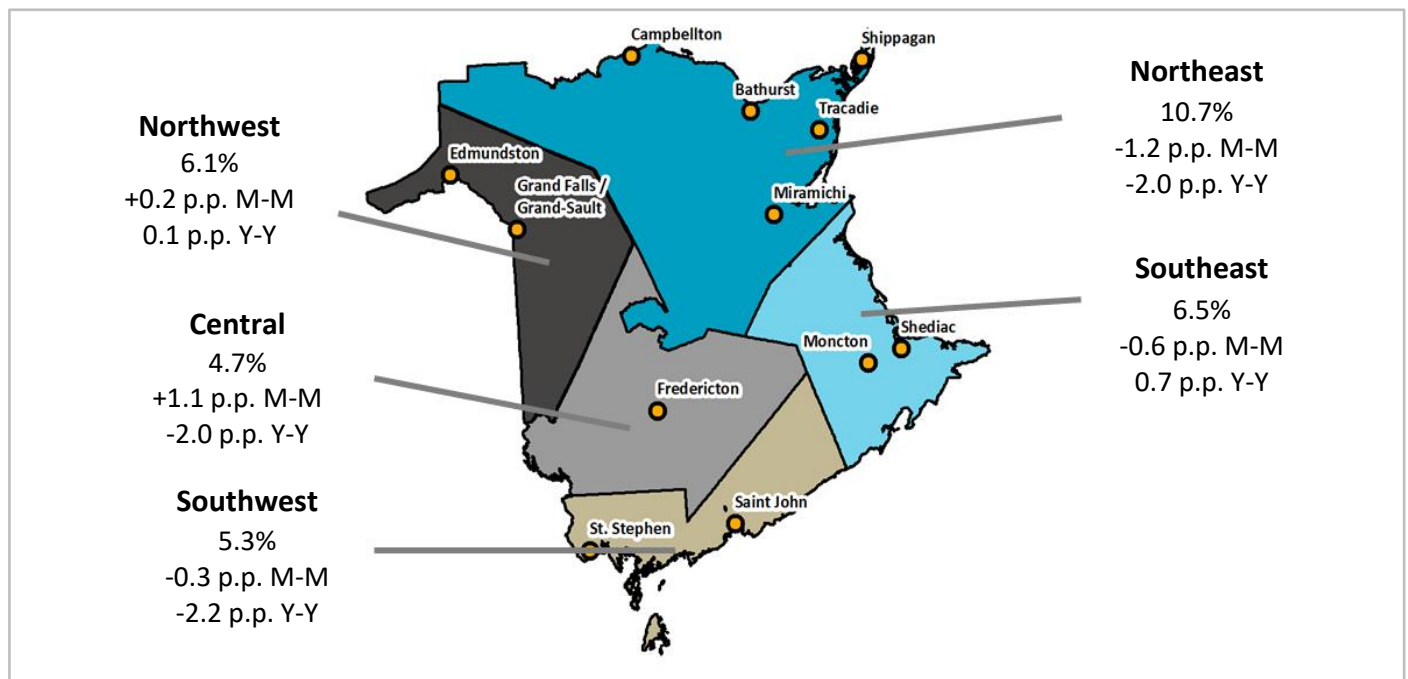 Northwest
6.1%
+0.2 p.p. M-M
0.1 p.p. Y-Y
Central
4.7%
+1.1 p.p. M-M
-2.0 p.p. Y-Y
Southwest
5.3%
-0.3 p.p. M-M
-2.2 p.p. Y-Y
Campbellton
Shippagan
Bathurst
Tracadie
Edmundston
Grand Falls /
Grand-Sault
Miramichi
Moncton
Shediac
Fredericton
Saint John
St. Stephen
Northeast
10.7%
-1.2 p.p. M-M
-2.0 p.p. Y-Y
Southeast
6.5%
-0.6 p.p. M-M
0.7 p.p. Y-Y